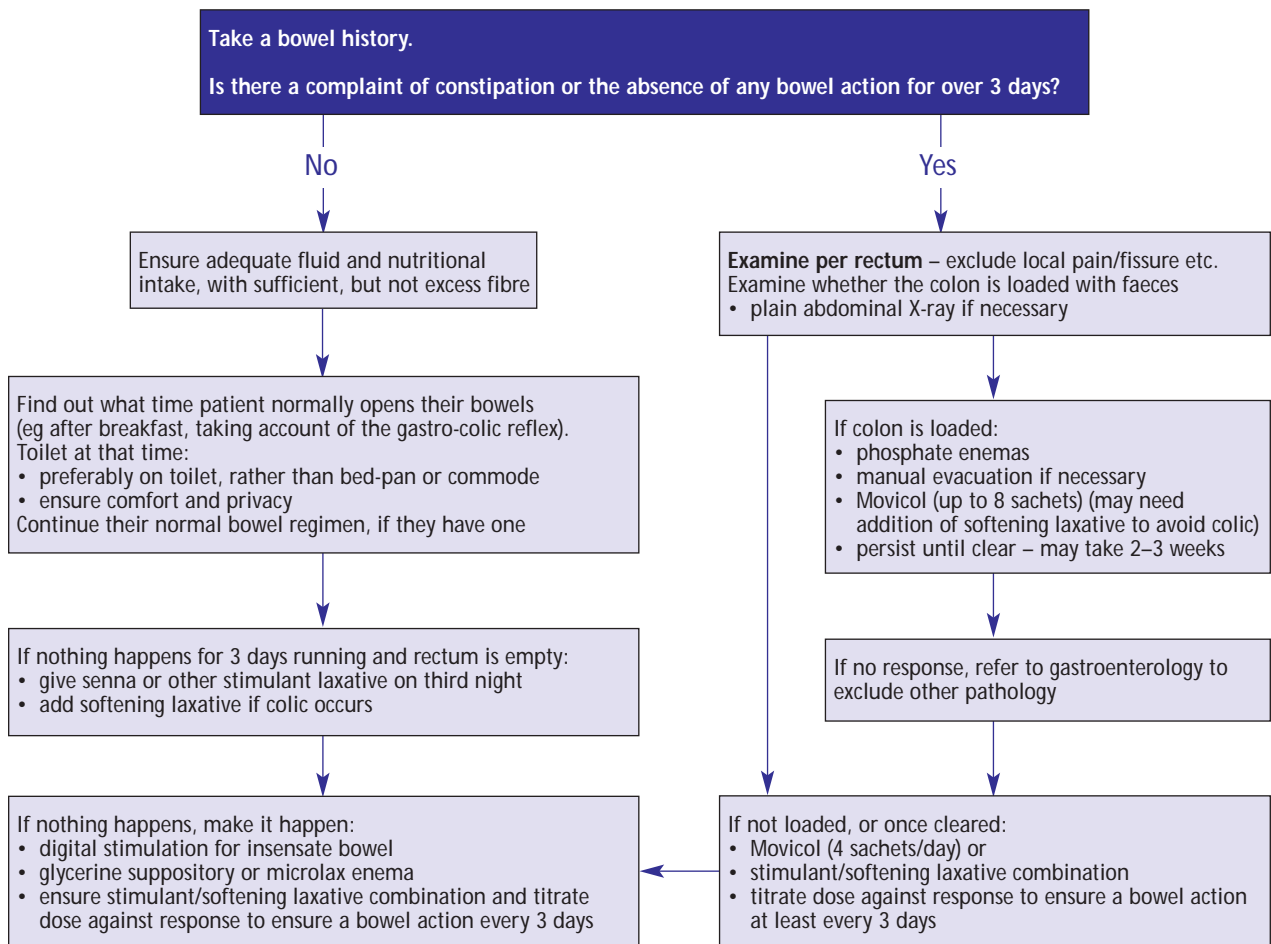 Take a bowel history.
Is there a complaint of constipation or the absence of any bowel action for over 3 days?
No
Yes
Ensure adequate fluid and nutritional
intake, with sufficient, but not excess fibre
Examine per rectum – exclude local pain/fissure etc.
Examine whether the colon is loaded with faeces
• plain abdominal X-ray if necessary
Find out what time patient normally opens their bowels
(eg after breakfast, taking account of the gastro-colic reflex).
Toilet at that time:
• preferably on toilet, rather than bed-pan or commode
• ensure comfort and privacy
Continue their normal bowel regimen, if they have one
If colon is loaded:
• phosphate enemas
• manual evacuation if necessary
• Movicol (up to 8 sachets) (may need
addition of softening laxative to avoid colic)
• persist until clear – may take 2–3 weeks
If nothing happens for 3 days running and rectum is empty:
• give senna or other stimulant laxative on third night
• add softening laxative if colic occurs
If no response, refer to gastroenterology to
exclude other pathology
If nothing happens, make it happen:
• digital stimulation for insensate bowel
• glycerine suppository or microlax enema
• ensure stimulant/softening laxative combination and titrate
dose against response to ensure a bowel action every 3 days
If not loaded, or once cleared:
• Movicol (4 sachets/day) or
• stimulant/softening laxative combination
• titrate dose against response to ensure a bowel action
at least every 3 days